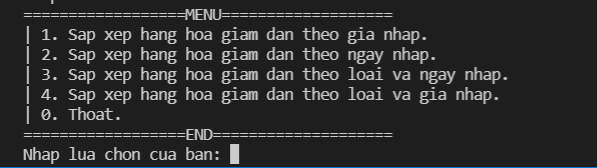 ==================MENU===================
| 1. Sap xep hang hoa giam dan theo gia nhap.
| 2. Sap xep hang hoa giam dan theo ngay nhap.
| 3. Sap xep hang hoa giam dan theo loai va ngay nhap.
| 4. Sap xep hang hoa giam dan theo loai va gia nhap.
| 0. Thoat.
==================END====================
Nhap lua chon cua ban: